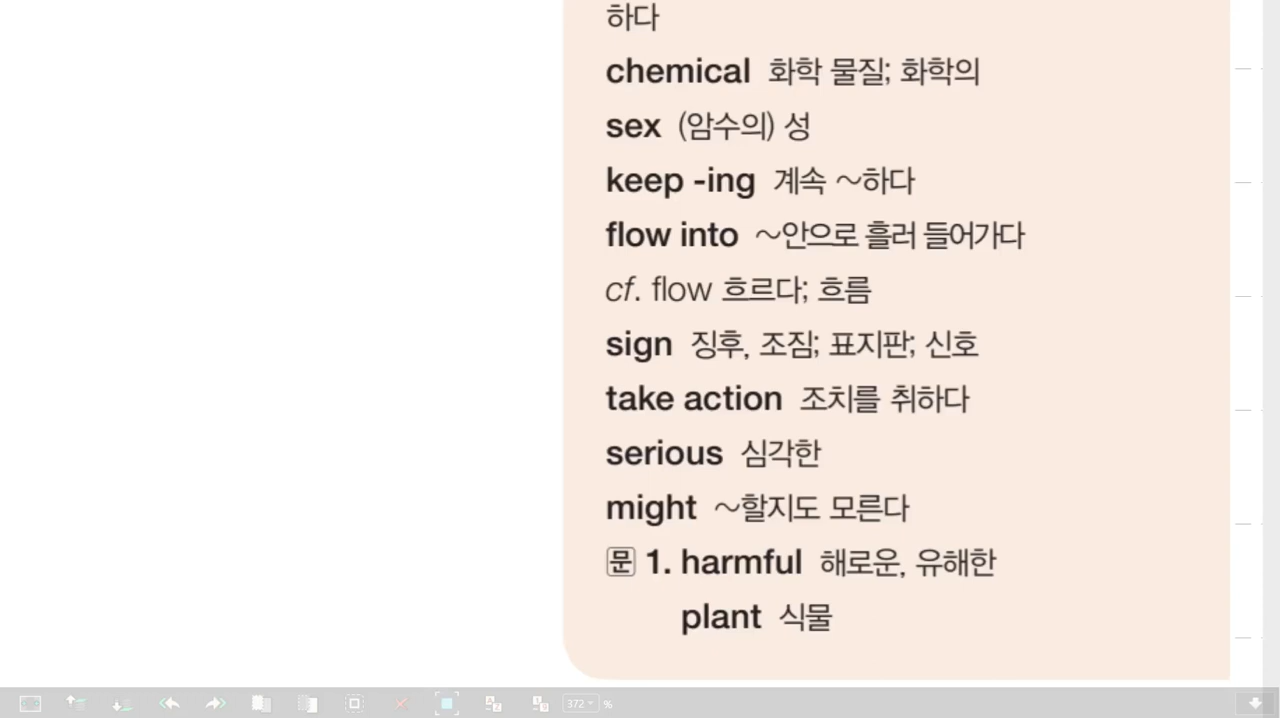 하다
chemical 화학 물질; 화학의
sex (암수의) 성
keep -ing 계속 ～하다
flow into ～안으로 흘러 들어가다
cf. flow 흐르다; 흐름
sign 징후, 조짐; 표지판; 신호
take action 조치를 취하다
serious 심각한
might ～할지도 모른다
문 1. harmful 해로운, 유해한
plant 식물
372 %